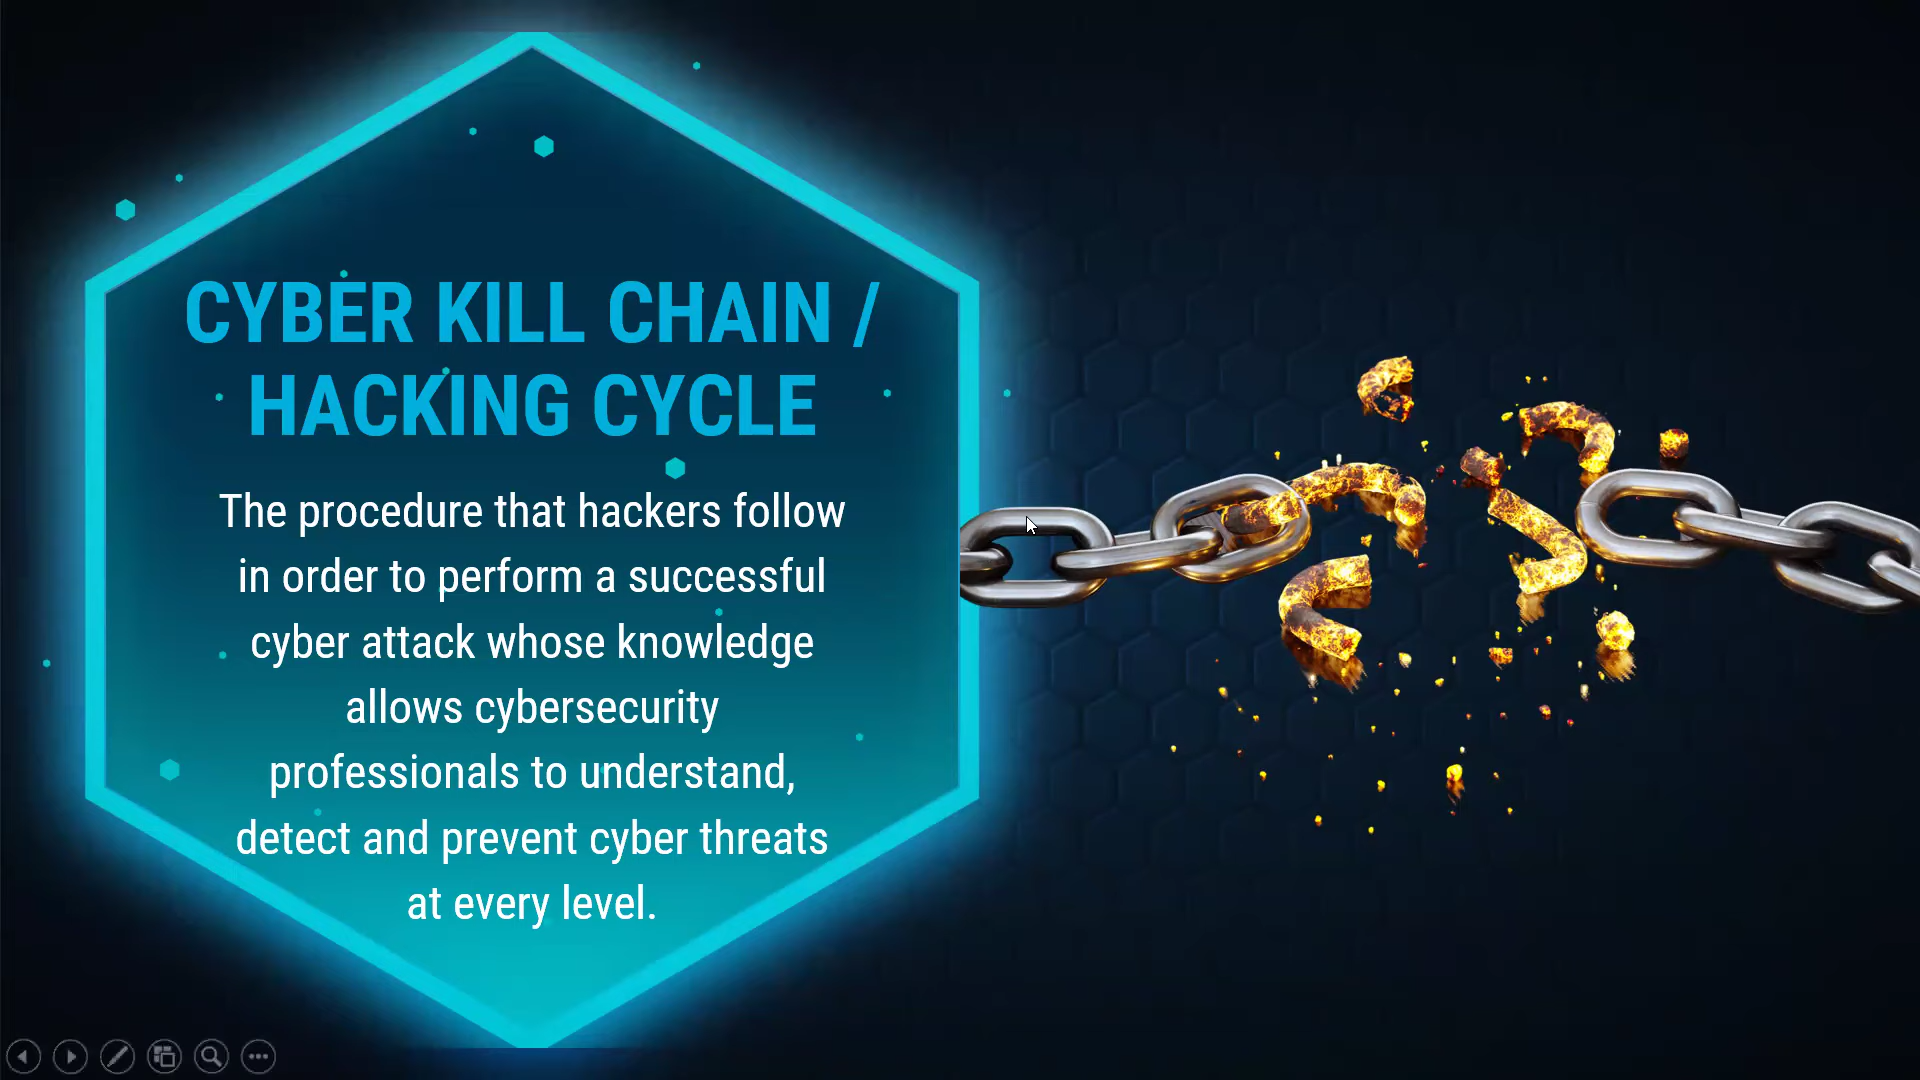 CYBER KILL CHAIN /
HACKING CYCLE
The procedure that hackers follow
in order to perform a successful
cyber attack whose knowledge
allows cybersecurity
professionals to understand,
detect and prevent cyber threats
at every level.